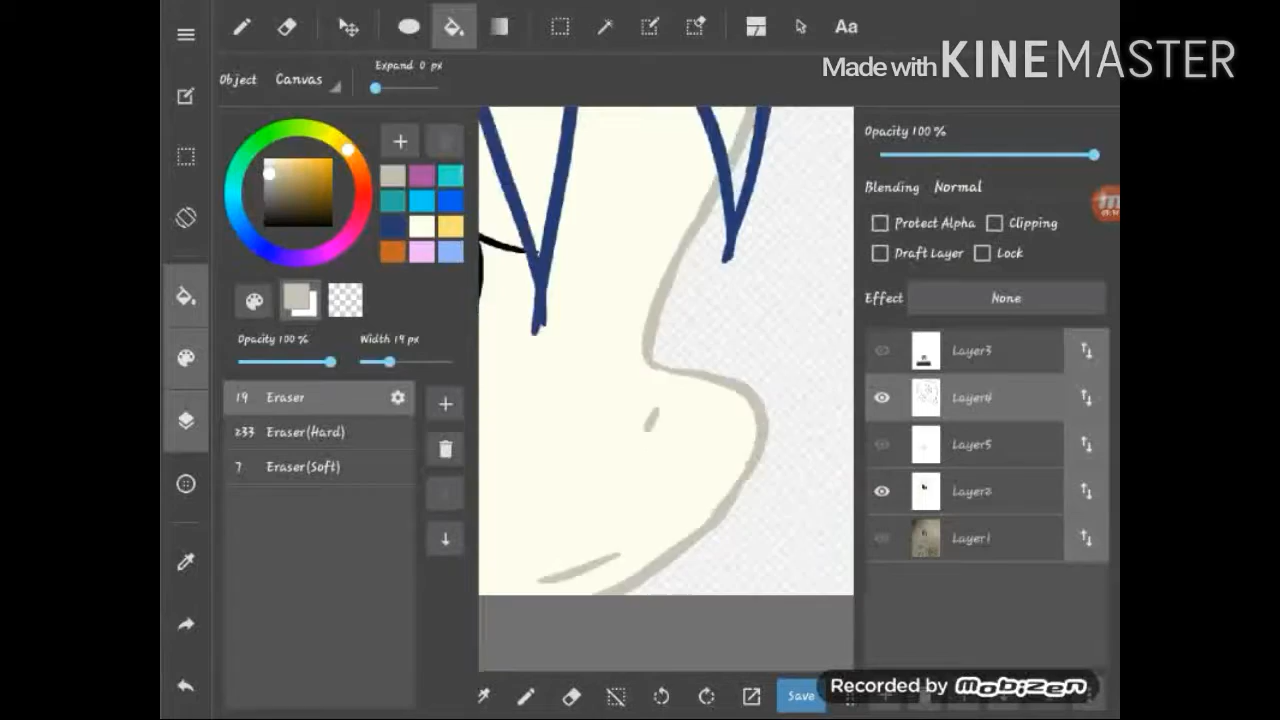 Aa
Made with KINEMASTER
Object Canvas
Expand 0 px
Opacity 100 %
Blending Normal
Protect Alpha
Clipping
Draft Layer
Lock
Effect None
Opacity 100 %
Width 19 px
19 Eraser
233 Eraser(Hard)
7 Eraser(Soft)
Layer3
Layer4
Layer5
Layer2
Layer1
Save
Recorded by mobizen